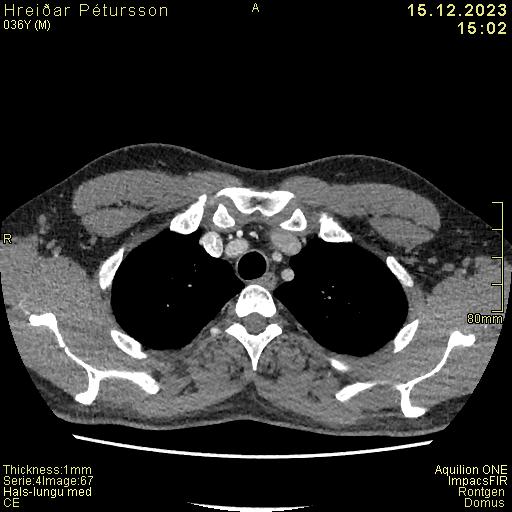 Hreiðar Pétursson
036Y (M)
A
15.12.2023
15:02
R
80mm
Thickness:1mm
Serie:4Image:67
Hals-lungu med
CE
Aquilion ONE
ImpacsFIR
Rontgen
Domus